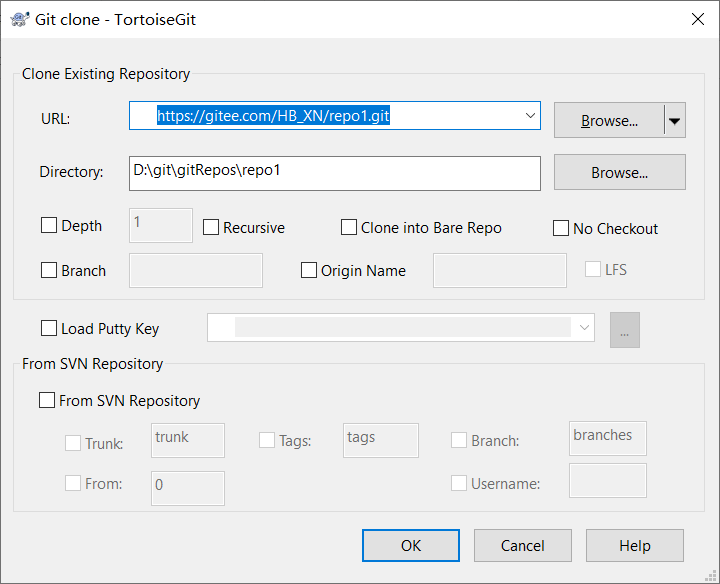 Git clone - TortoiseGit
Clone Existing Repository
URL: https://gitee.com/HB_XN/repo1.git Browse...
Directory: D:\git\gitRepos\repo1 Browse...
Depth 1 Recursive Clone into Bare Repo No Checkout
Branch Origin Name LFS
Load Putty Key ...
From SVN Repository
From SVN Repository
Trunk: trunk Tags: tags Branch: branches
From: 0 Username:
OK Cancel Help